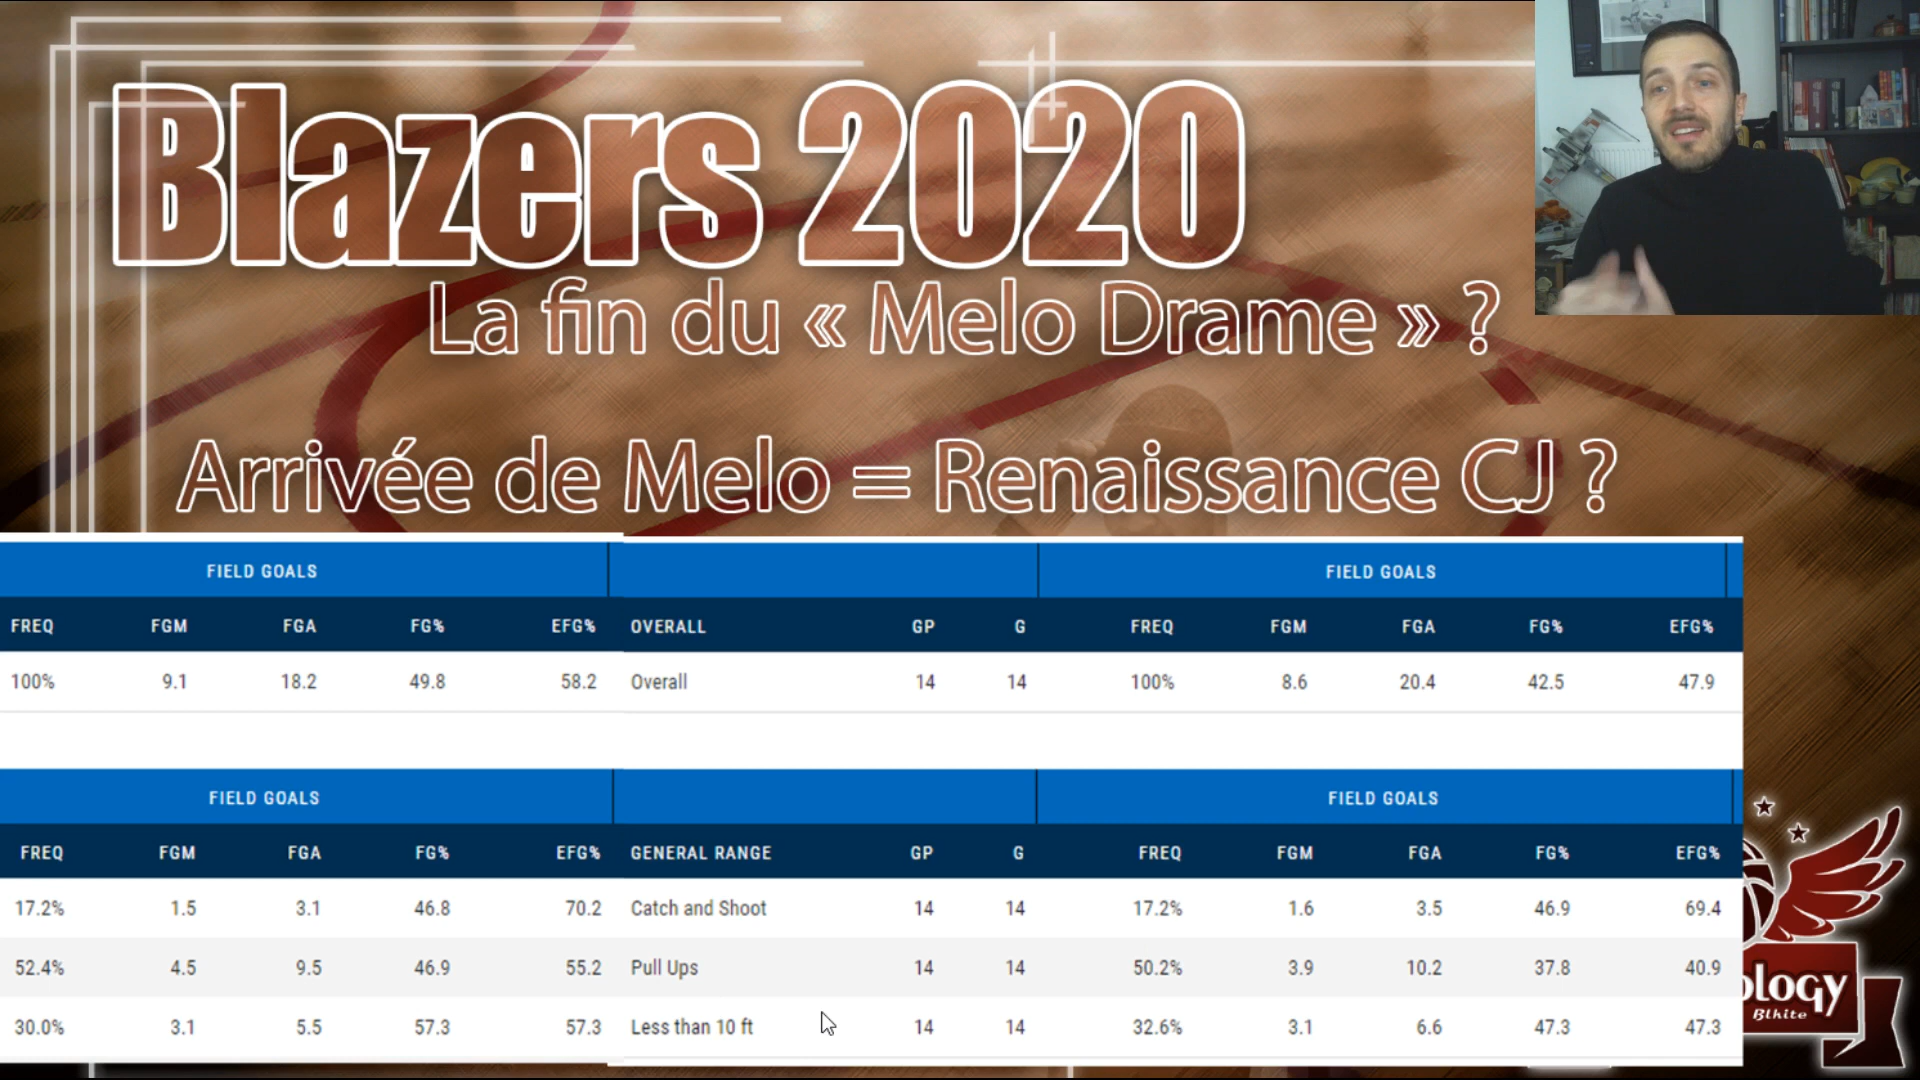 Blazers 2020
La fin du « Melo Drame » ?
Arrivée de Melo = Renaissance CJ ?
FIELD GOALS FIELD GOALS
FREQ FGM FGA FG% EFG% OVERALL GP G FREQ FGM FGA FG% EFG%
100% 9.1 18.2 49.8 58.2 Overall 14 14 100% 8.6 20.4 42.5 47.9
FIELD GOALS FIELD GOALS
FREQ FGM FGA FG% EFG% GENERAL RANGE GP G FREQ FGM FGA FG% EFG%
17.2% 1.5 3.1 46.8 70.2 Catch and Shoot 14 14 17.2% 1.6 3.5 46.9 69.4
52.4% 4.5 9.5 46.9 55.2 Pull Ups 14 14 50.2% 3.9 10.2 37.8 40.9
30.0% 3.1 5.5 57.3 57.3 Less than 10 ft 14 14 32.6% 3.1 6.6 47.3 47.3
ology
Blhite